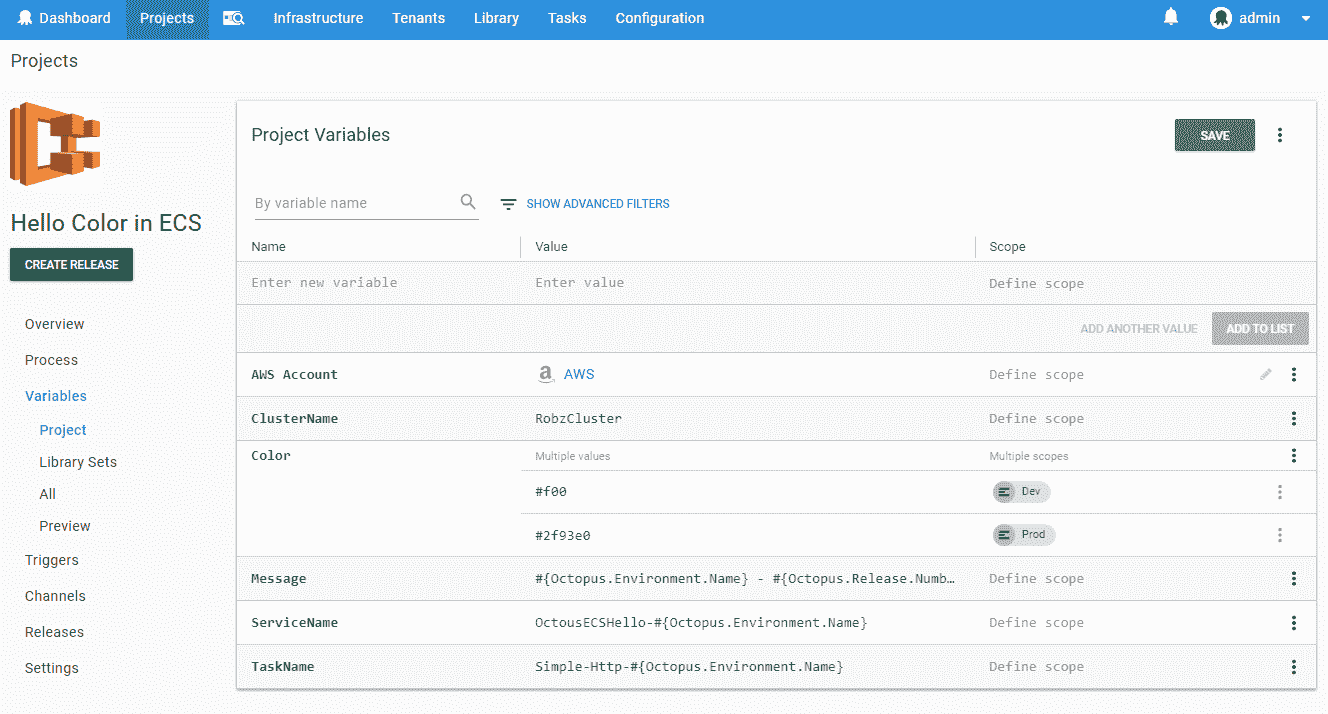 Dashboard Projects Infrastructure Tenants Library Tasks Configuration admin
Projects
Hello Color in ECS
CREATE RELEASE
Overview
Process
Variables
Project
Library Sets
All
Preview
Triggers
Channels
Releases
Settings
Project Variables
SAVE
By variable name
SHOW ADVANCED FILTERS
Name Value Scope
Enter new variable Enter value Define scope
ADD ANOTHER VALUE ADD TO LIST
AWS Account AWS Define scope
ClusterName RobzCluster Define scope
Color Multiple values Multiple scopes
#f00 Dev
#2f93e0 Prod
Message #{Octopus.Environment.Name} - #{Octopus.Release.Numb… Define scope
ServiceName OctousECSHello-#{Octopus.Environment.Name} Define scope
TaskName Simple-Http-#{Octopus.Environment.Name} Define scope